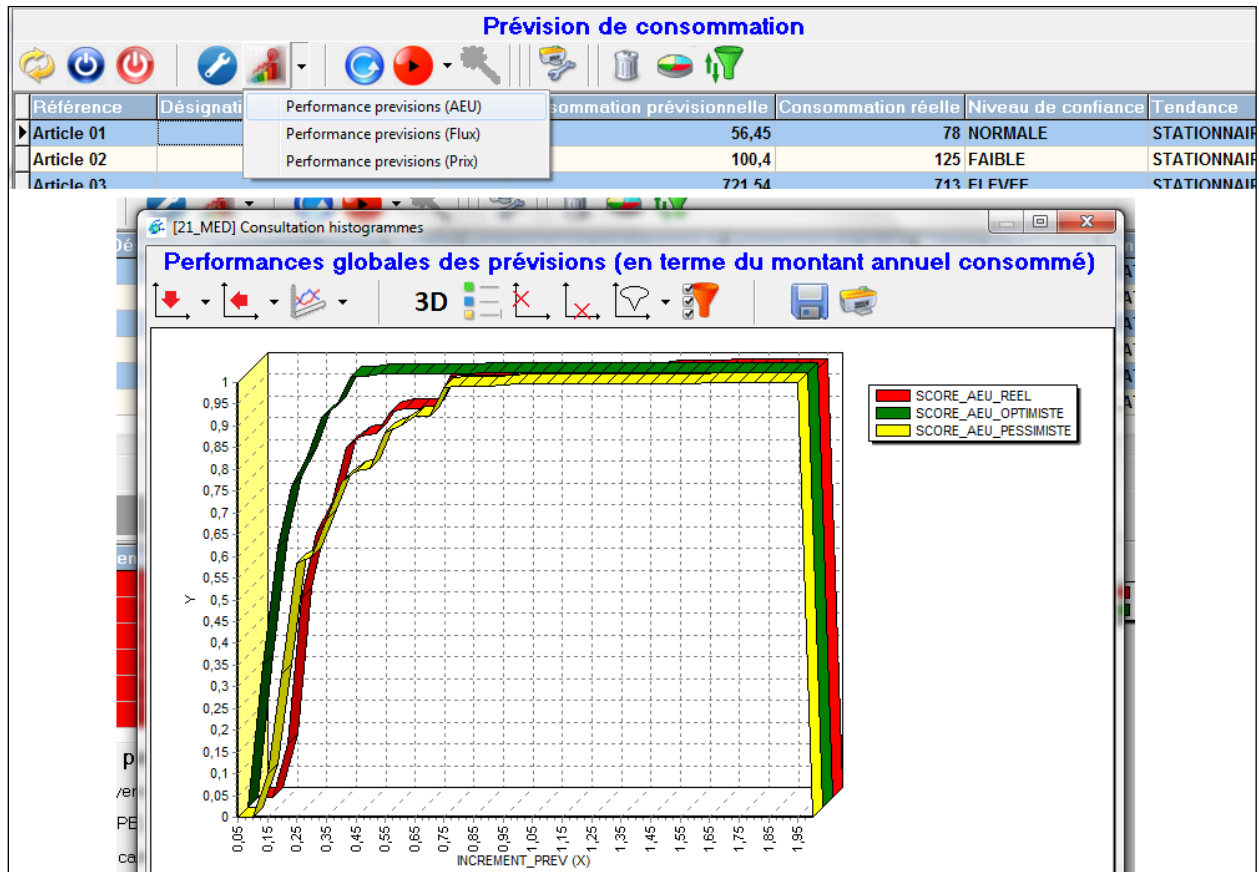 Prévision de consommation
Référence Désignati sommation prévisionnelle Consommation réelle Niveau de confiance Tendance
Performance previsions (AEU)
Performance previsions (Flux)
Performance previsions (Prix)
Article 01 56,45 78 NORMALE STATIONNAIR
Article 02 100,4 125 FAIBLE STATIONNAIR
Article 03 721,54 713 ELEVEE STATIONNAIR
[21_MED] Consultation histogrammes
Performances globales des prévisions (en terme du montant annuel consommé)
3D
SCORE_AEU_REEL
SCORE_AEU_OPTIMISTE
SCORE_AEU_PESSIMISTE
1
0,95
0,9
0,85
0,8
0,75
0,7
0,65
0,6
0,55
0,5
0,45
0,4
0,35
0,3
0,25
0,2
0,15
0,1
0,05
0
Y
0,05 0,15 0,25 0,35 0,45 0,55 0,65 0,75 0,85 0,95 1,05 1,15 1,25 1,35 1,45 1,55 1,65 1,75 1,85 1,95
INCREMENT_PREV (X)